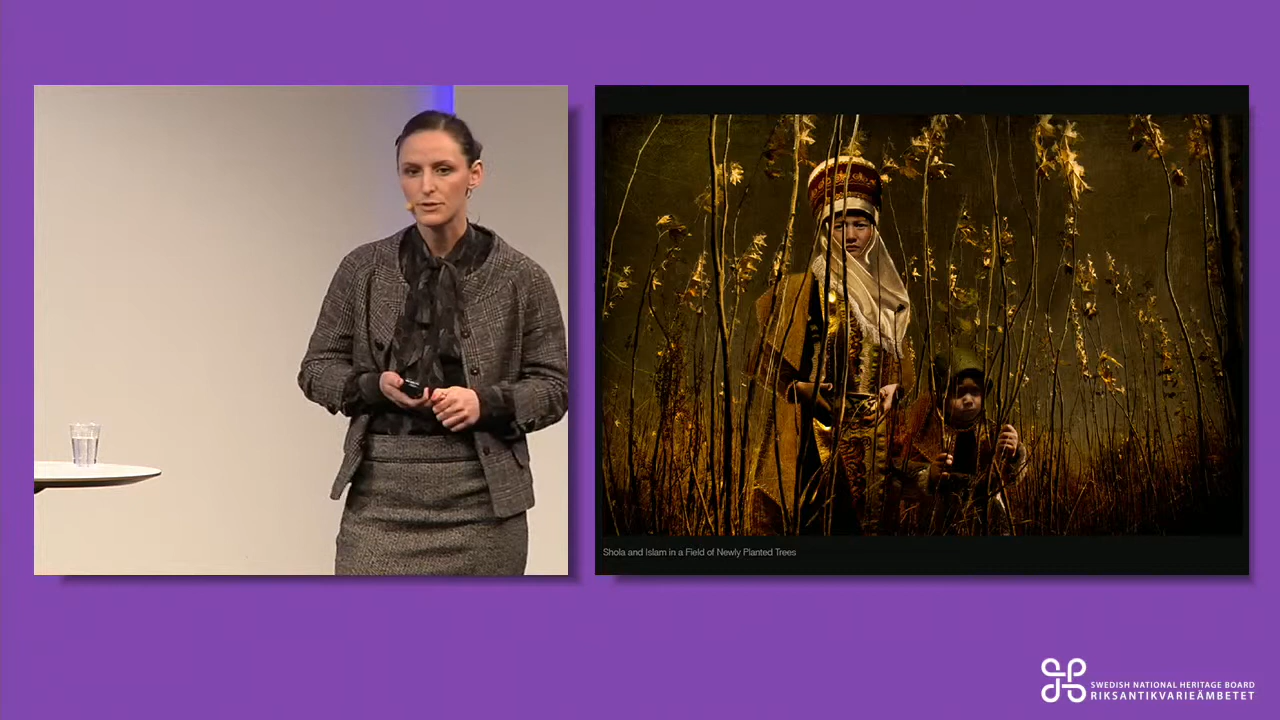 Shola and Islam in a Field of Newly Planted Trees
SWEDISH NATIONAL HERITAGE BOARD
RIKSANTIKVARIEÄMBETET